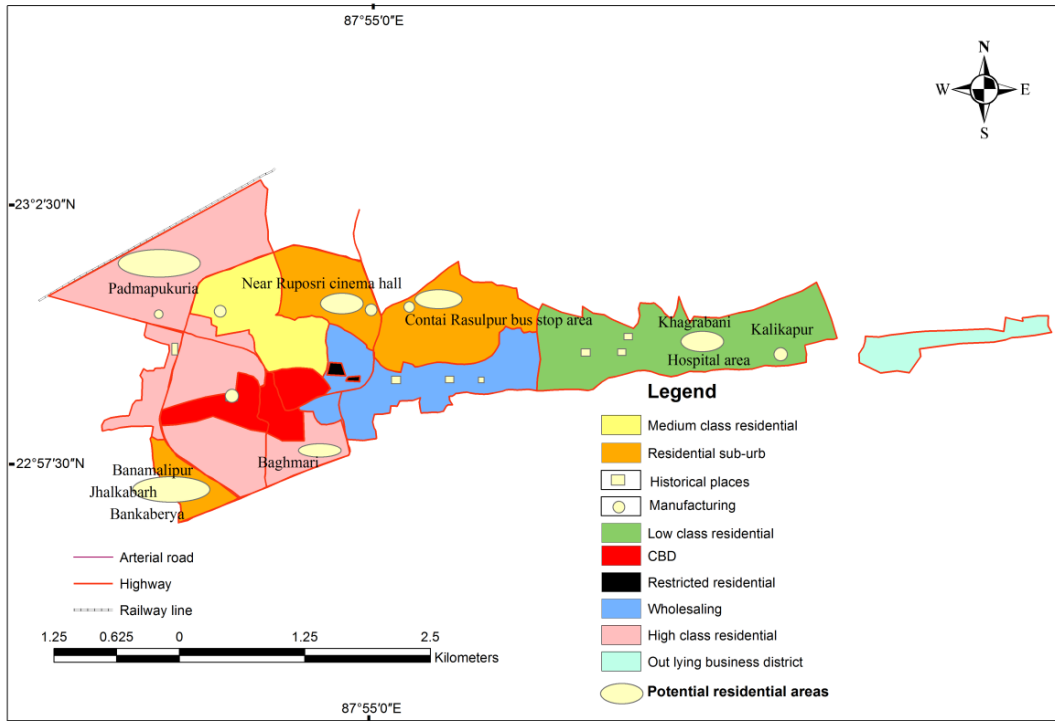 87°55'0"E
N
W
E
S
23°2'30"N
Padmapukuria
Near Ruposri cinema hall
Contai Rasulpur bus stop area
Khagrabani
Kalikapur
Hospital area
22°57'30"N
Baghmari
Banamalipur
Jhalkabarh
Bankaberya
Legend
Medium class residential
Residential sub-urb
Historical places
Manufacturing
Low class residential
CBD
Restricted residential
Wholesaling
High class residential
Out lying business district
Potential residential areas
Arterial road
Highway
Railway line
1.25 0.625 0 1.25 2.5
Kilometers
87°55'0"E